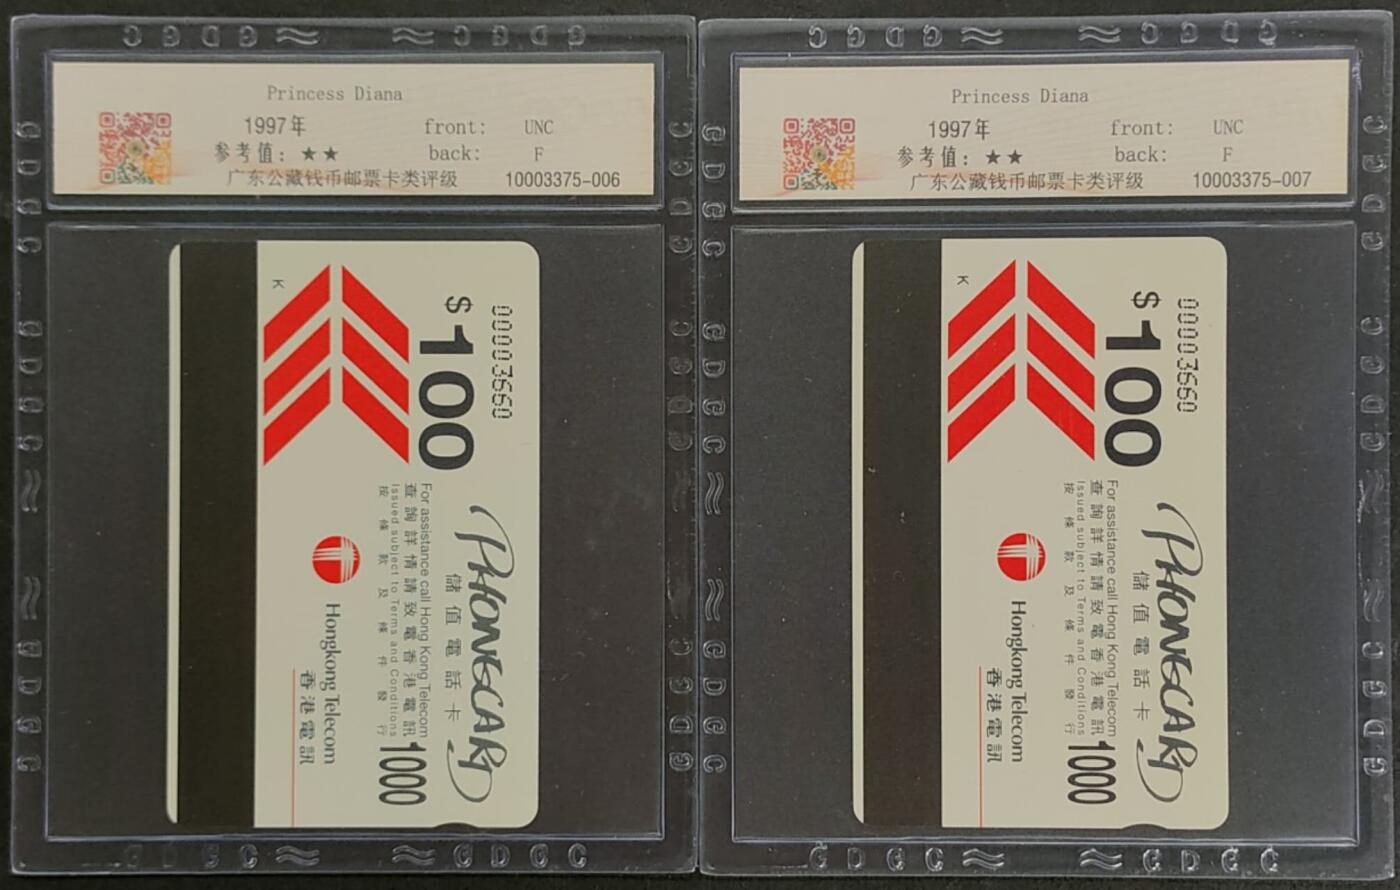 Princess Diana
1997年 front: UNC
参考值: ★★ back: F
广东公藏钱币邮票卡类评级 10003375-006
K
$100
00003660
PHONECARD
儲值電話卡
For assistance call Hong Kong Telecom
查詢詳情請致電香港電訊
Issued subject to Terms and Conditions
按條款及條件發行
1000
Hongkong Telecom
香港電訊
Princess Diana
1997年 front: UNC
参考值: ★★ back: F
广东公藏钱币邮票卡类评级 10003375-007
K
$100
00003660
PHONECARD
儲值電話卡
For assistance call Hong Kong Telecom
查詢詳情請致電香港電訊
Issued subject to Terms and Conditions
按條款及條件發行
1000
Hongkong Telecom
香港電訊